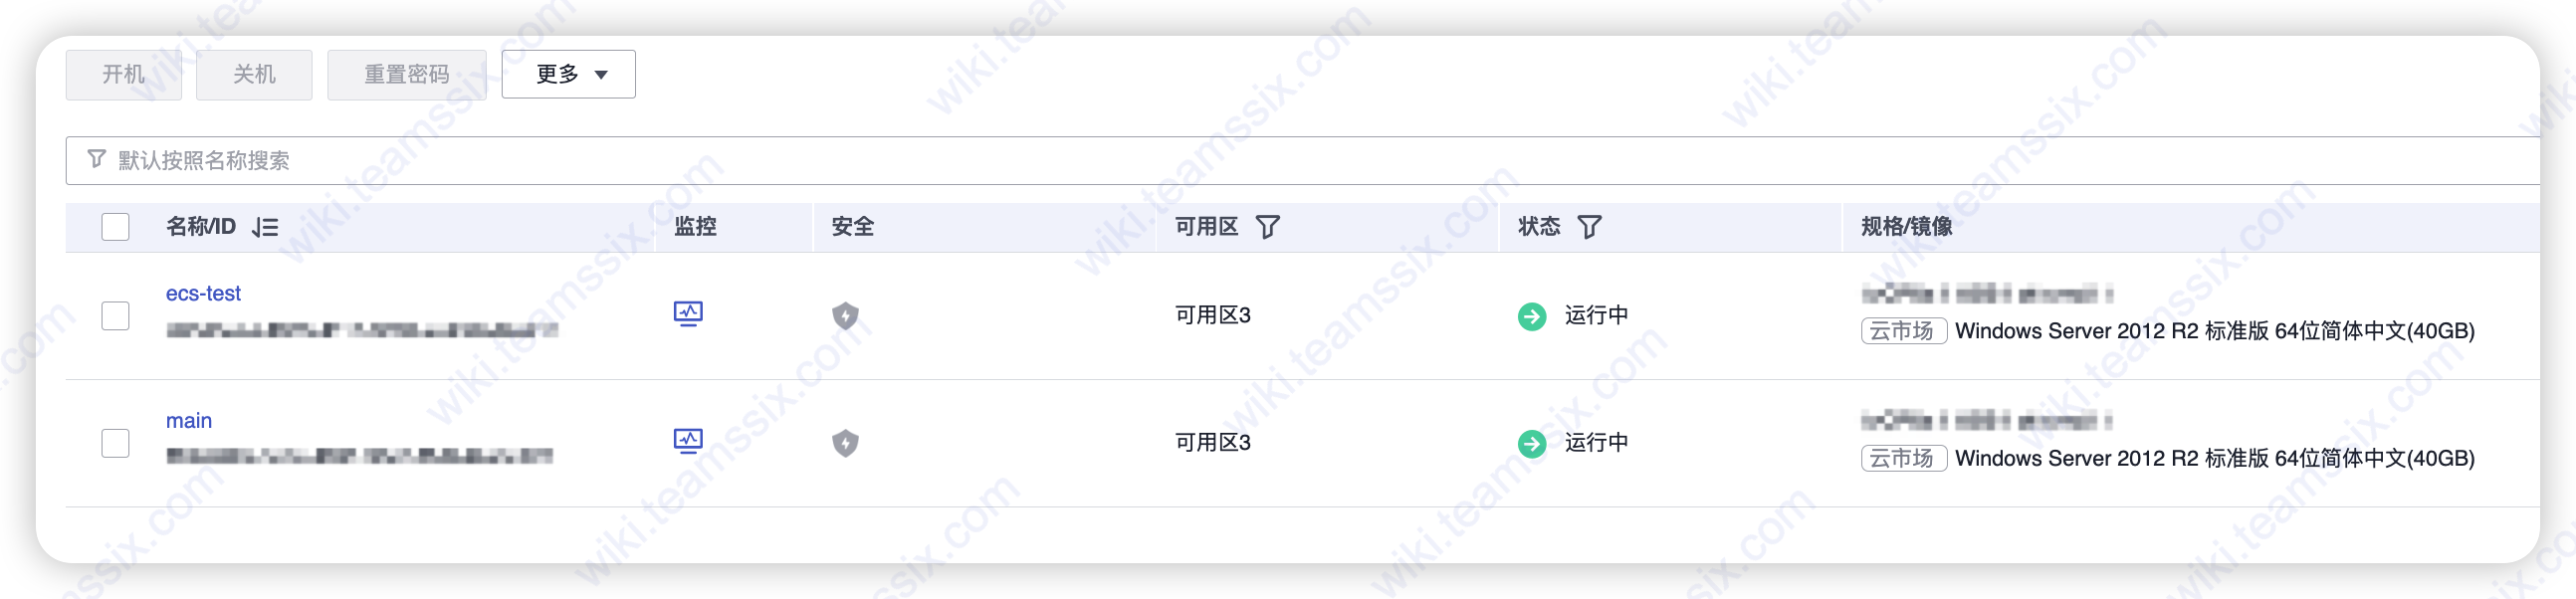 开机 关机 重置密码 更多
默认按照名称搜索
名称/ID 监控 安全 可用区 状态 规格/镜像
ecs-test
可用区3 运行中
云市场 Windows Server 2012 R2 标准版 64位简体中文(40GB)
main
可用区3 运行中
云市场 Windows Server 2012 R2 标准版 64位简体中文(40GB)
wiki.teamssix.com